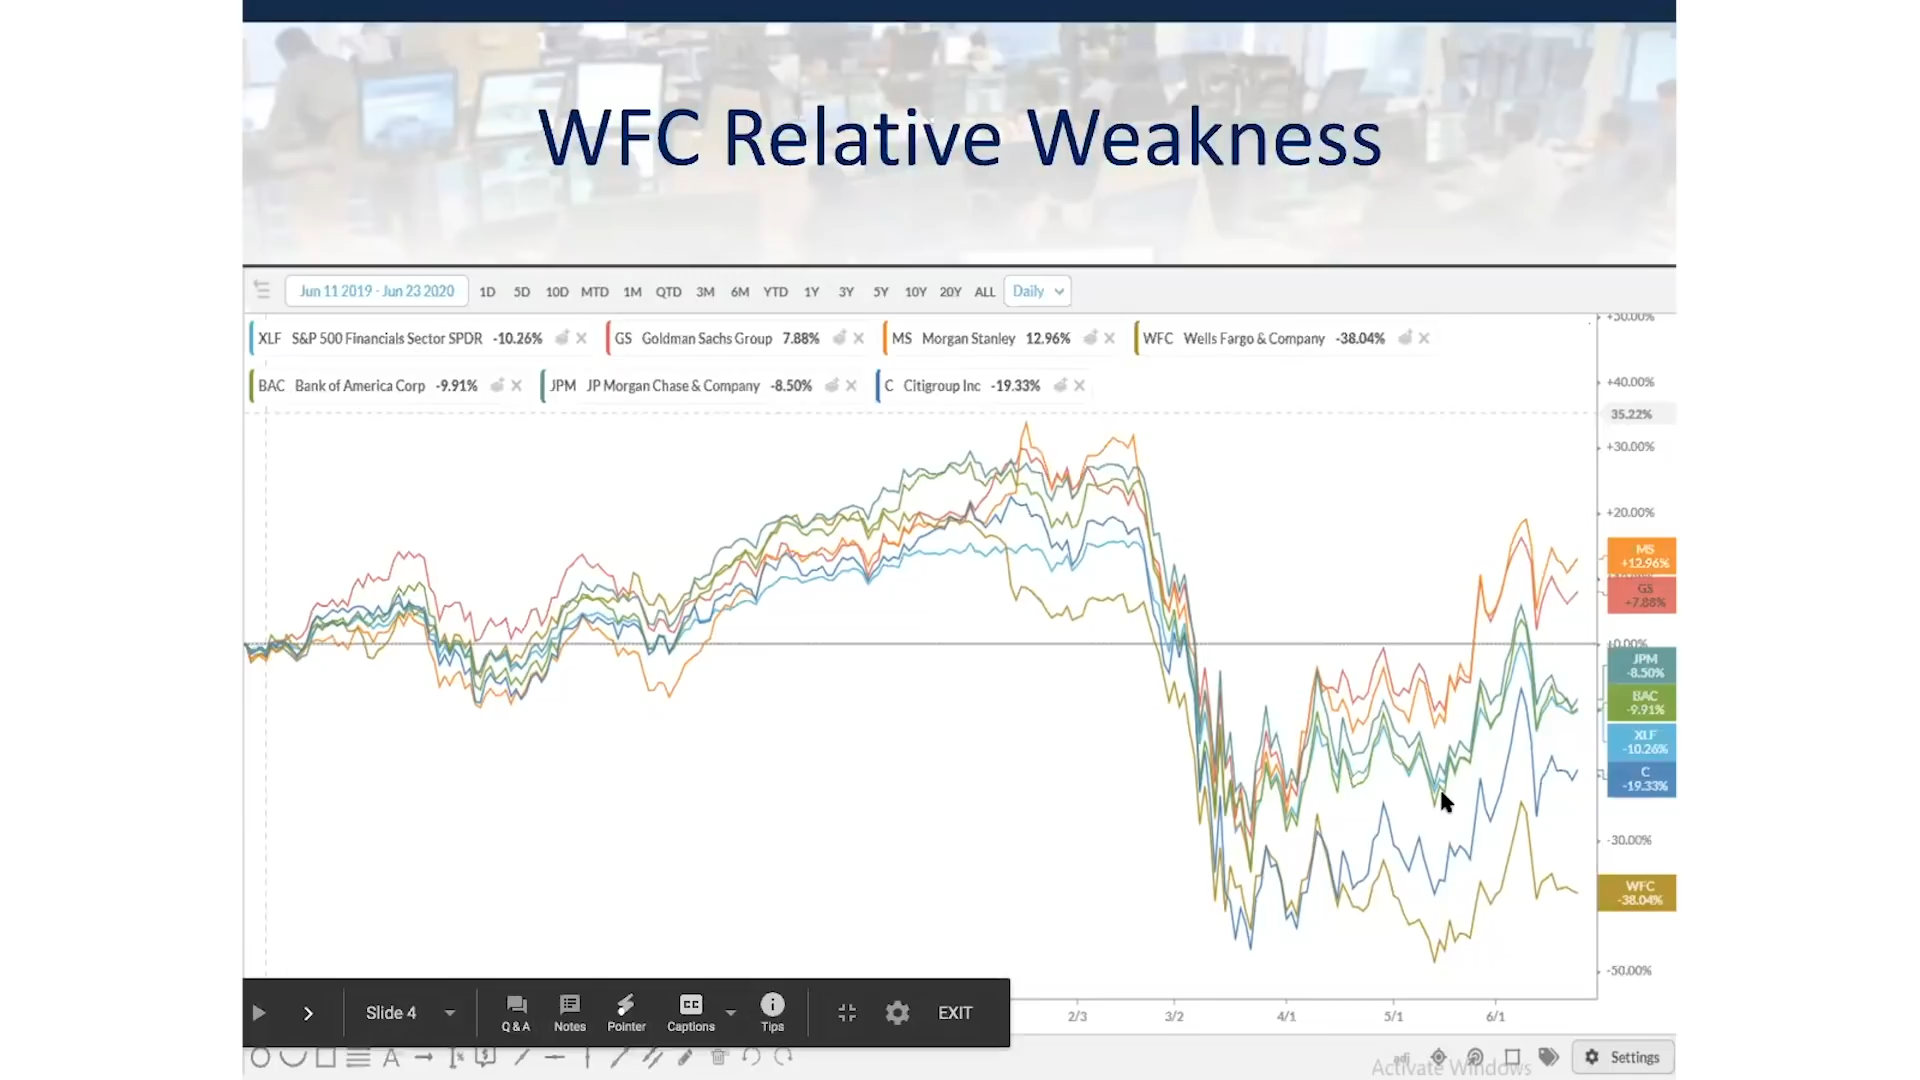 WFC Relative Weakness
Jun 11 2019 - Jun 23 2020 1D 5D 10D MTD 1M QTD 3M 6M YTD 1Y 3Y 5Y 10Y 20Y ALL Daily
XLF S&P 500 Financials Sector SPDR -10.26% GS Goldman Sachs Group 7.88% MS Morgan Stanley 12.96% WFC Wells Fargo & Company -38.04%
BAC Bank of America Corp -9.91% JPM JP Morgan Chase & Company -8.50% C Citigroup Inc -19.33%
+50.00%
+40.00%
35.22%
+30.00%
+20.00%
MS
+12.96%
GS
+7.88%
+0.00%
JPM
-8.50%
BAC
-9.91%
XLF
-10.26%
C
-19.33%
-30.00%
WFC
-38.04%
-50.00%
2/3 3/2 4/1 5/1 6/1
Slide 4
Q & A Notes Pointer Captions Tips
CC
EXIT
A
adj
Settings
Activate Windows